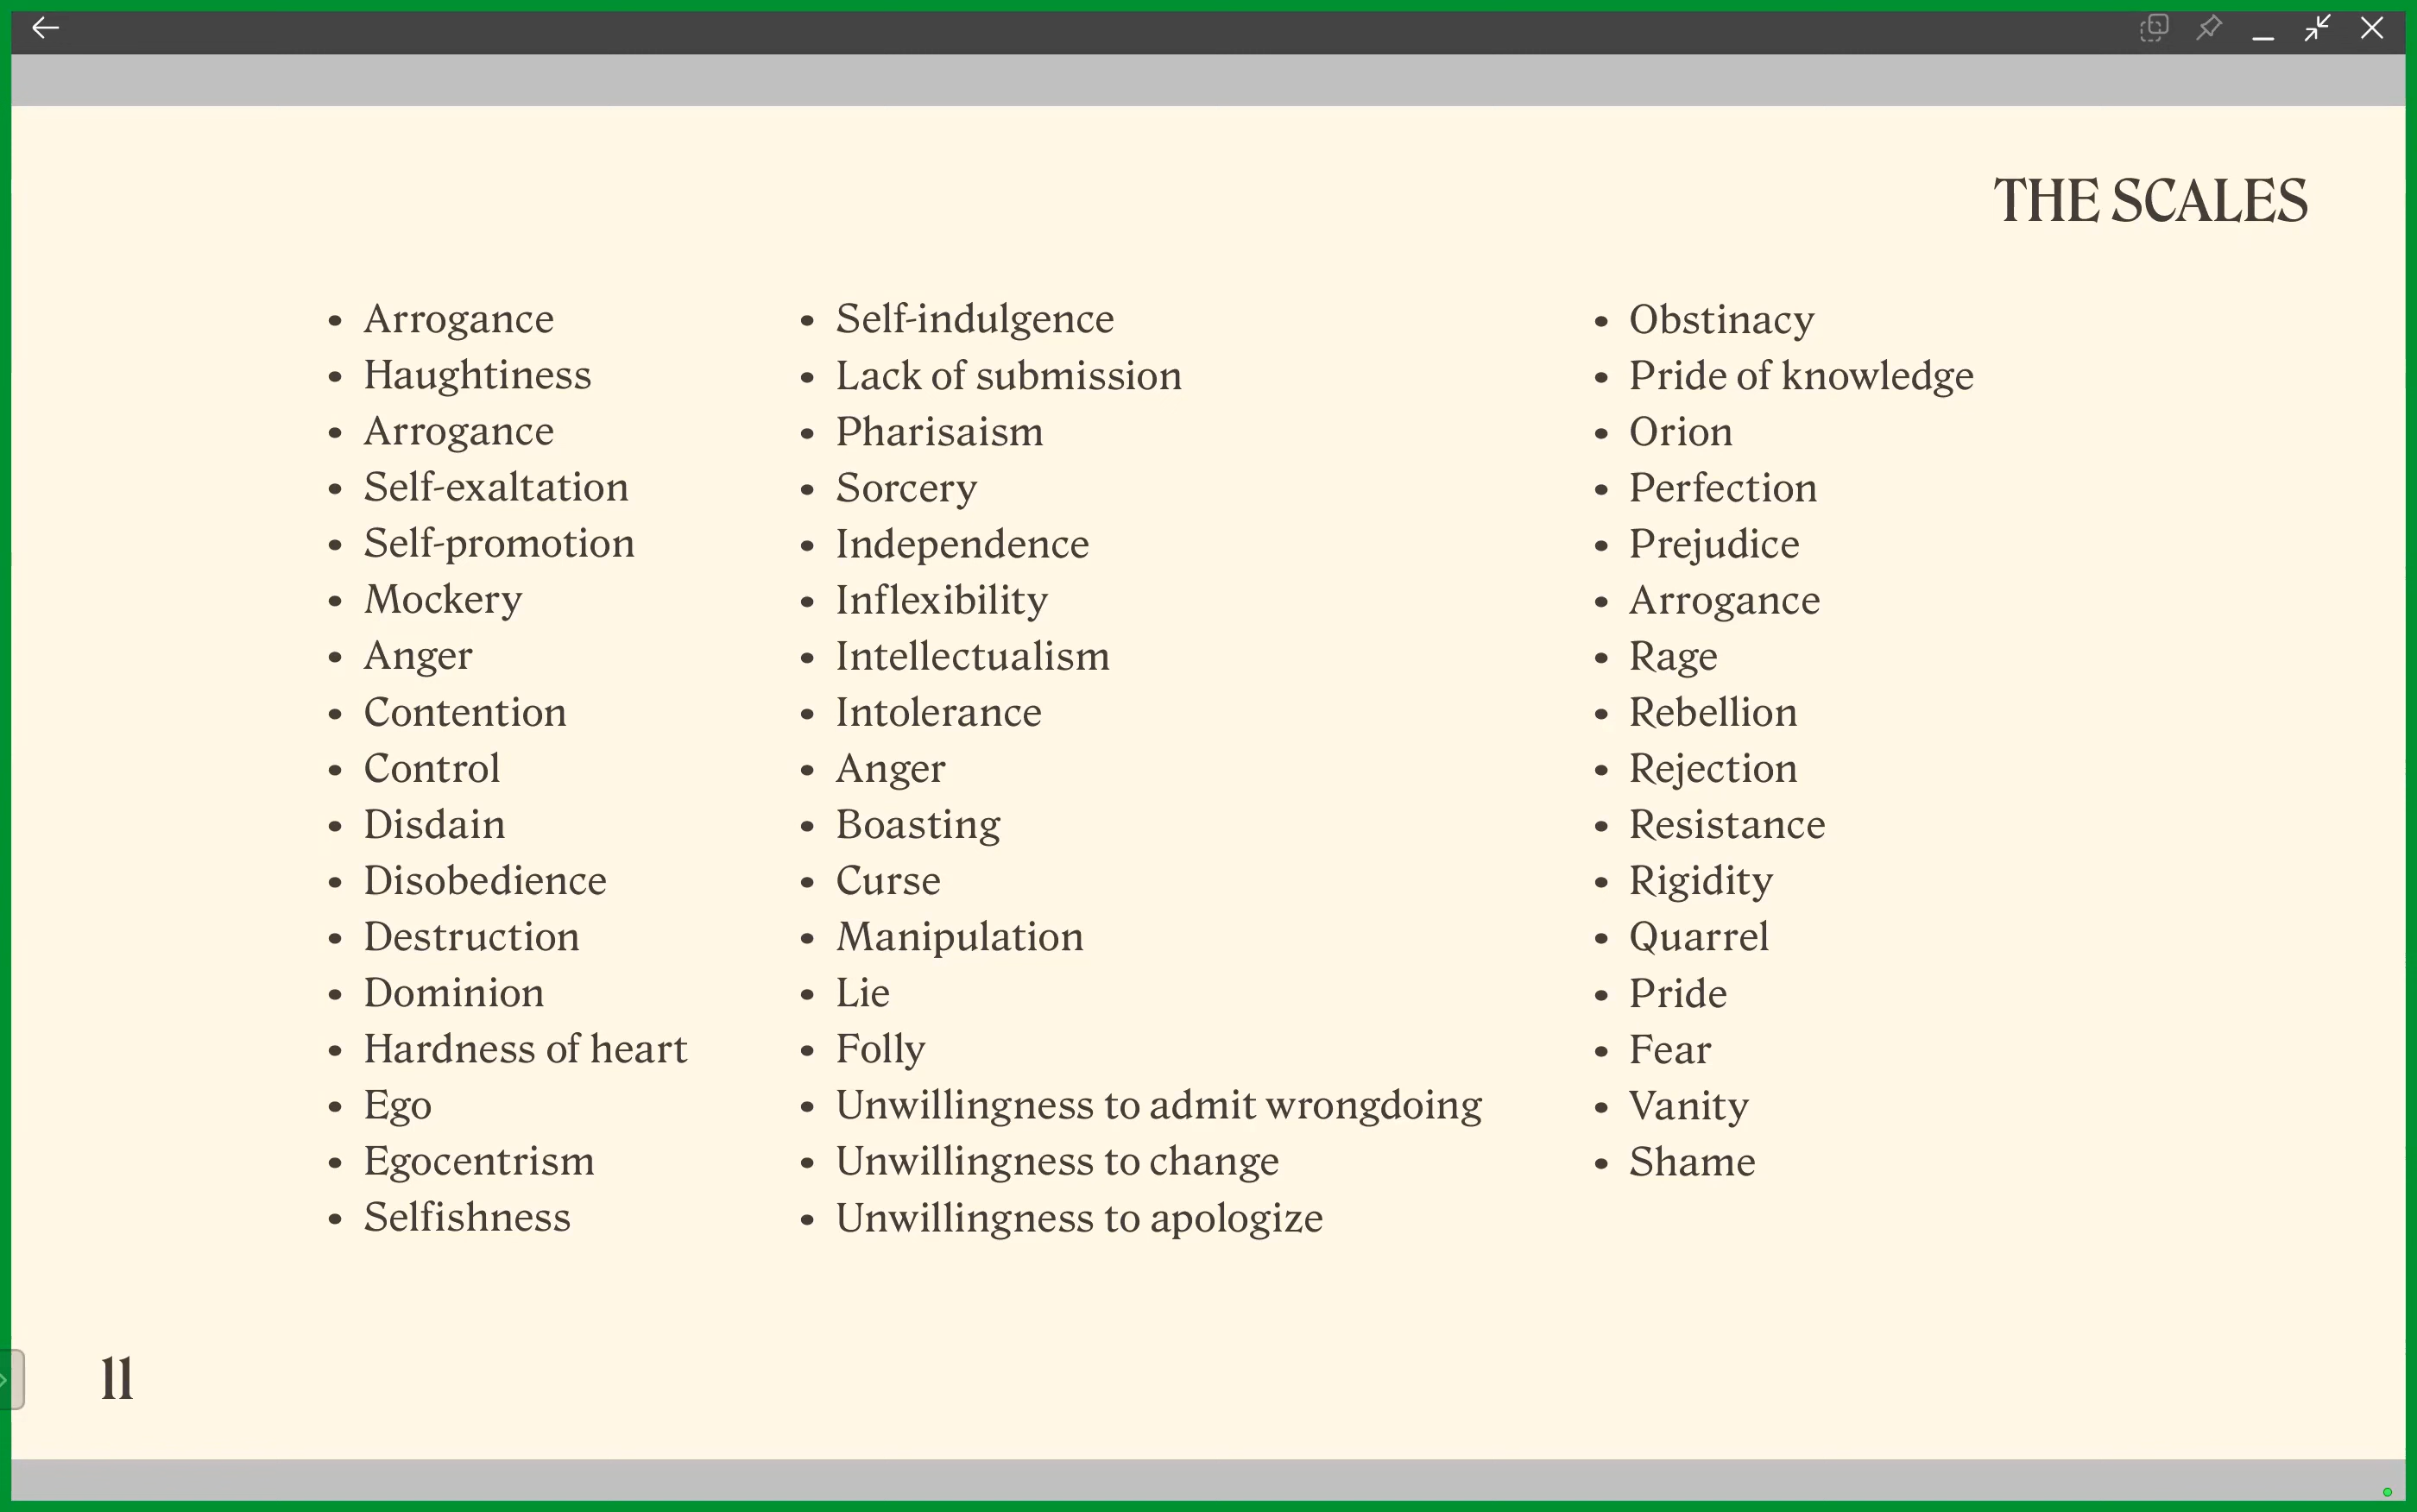 THE SCALES
• Arrogance
• Haughtiness
• Arrogance
• Self-exaltation
• Self-promotion
• Mockery
• Anger
• Contention
• Control
• Disdain
• Disobedience
• Destruction
• Dominion
• Hardness of heart
• Ego
• Egocentrism
• Selfishness
• Self-indulgence
• Lack of submission
• Pharisaism
• Sorcery
• Independence
• Inflexibility
• Intellectualism
• Intolerance
• Anger
• Boasting
• Curse
• Manipulation
• Lie
• Folly
• Unwillingness to admit wrongdoing
• Unwillingness to change
• Unwillingness to apologize
• Obstinacy
• Pride of knowledge
• Orion
• Perfection
• Prejudice
• Arrogance
• Rage
• Rebellion
• Rejection
• Resistance
• Rigidity
• Quarrel
• Pride
• Fear
• Vanity
• Shame
11